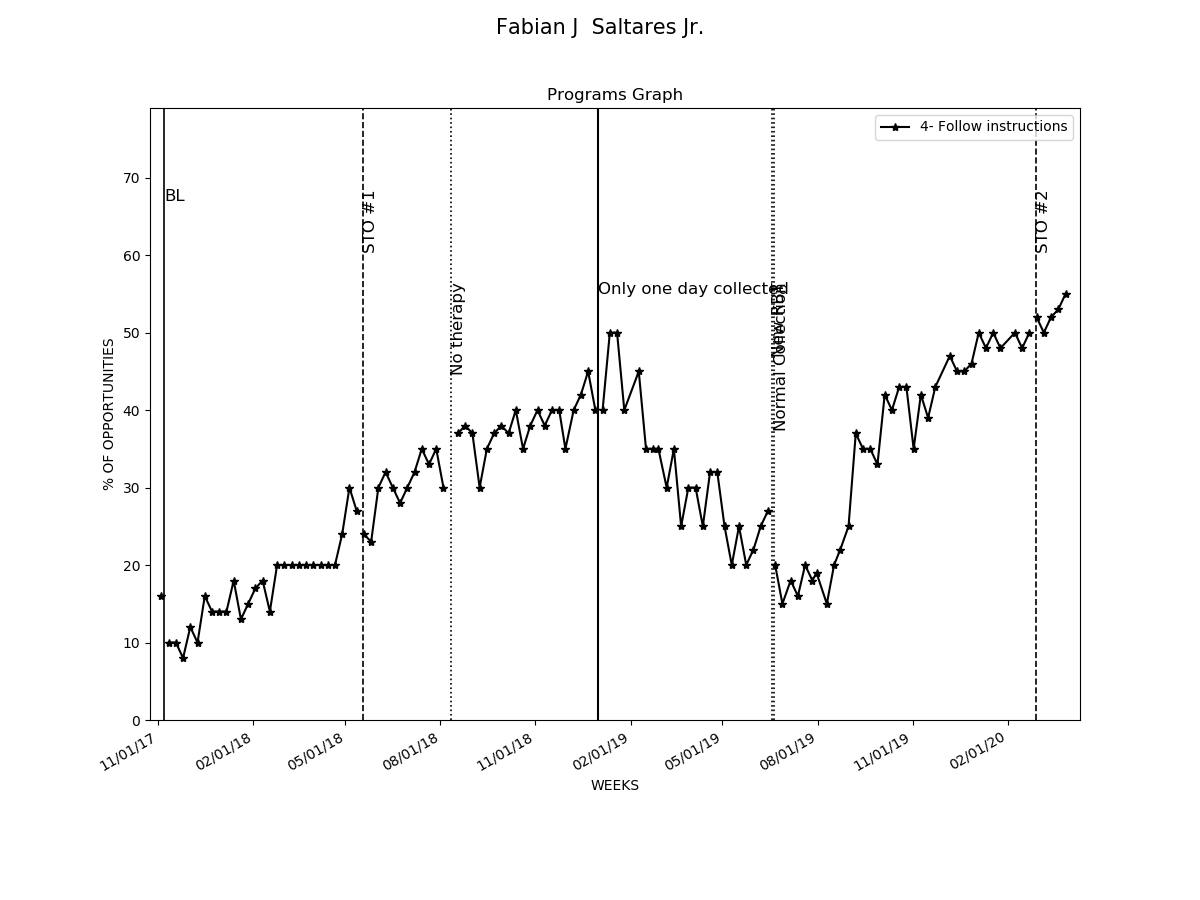 Fabian J  Saltares Jr.
Programs Graph
4- Follow instructions
BL
STO #1
No therapy
Only one day collected
Normal Collection
STO #2
% OF OPPORTUNITIES
70
60
50
40
30
20
10
0
11/01/17
02/01/18
05/01/18
08/01/18
11/01/18
02/01/19
05/01/19
08/01/19
11/01/19
02/01/20
WEEKS